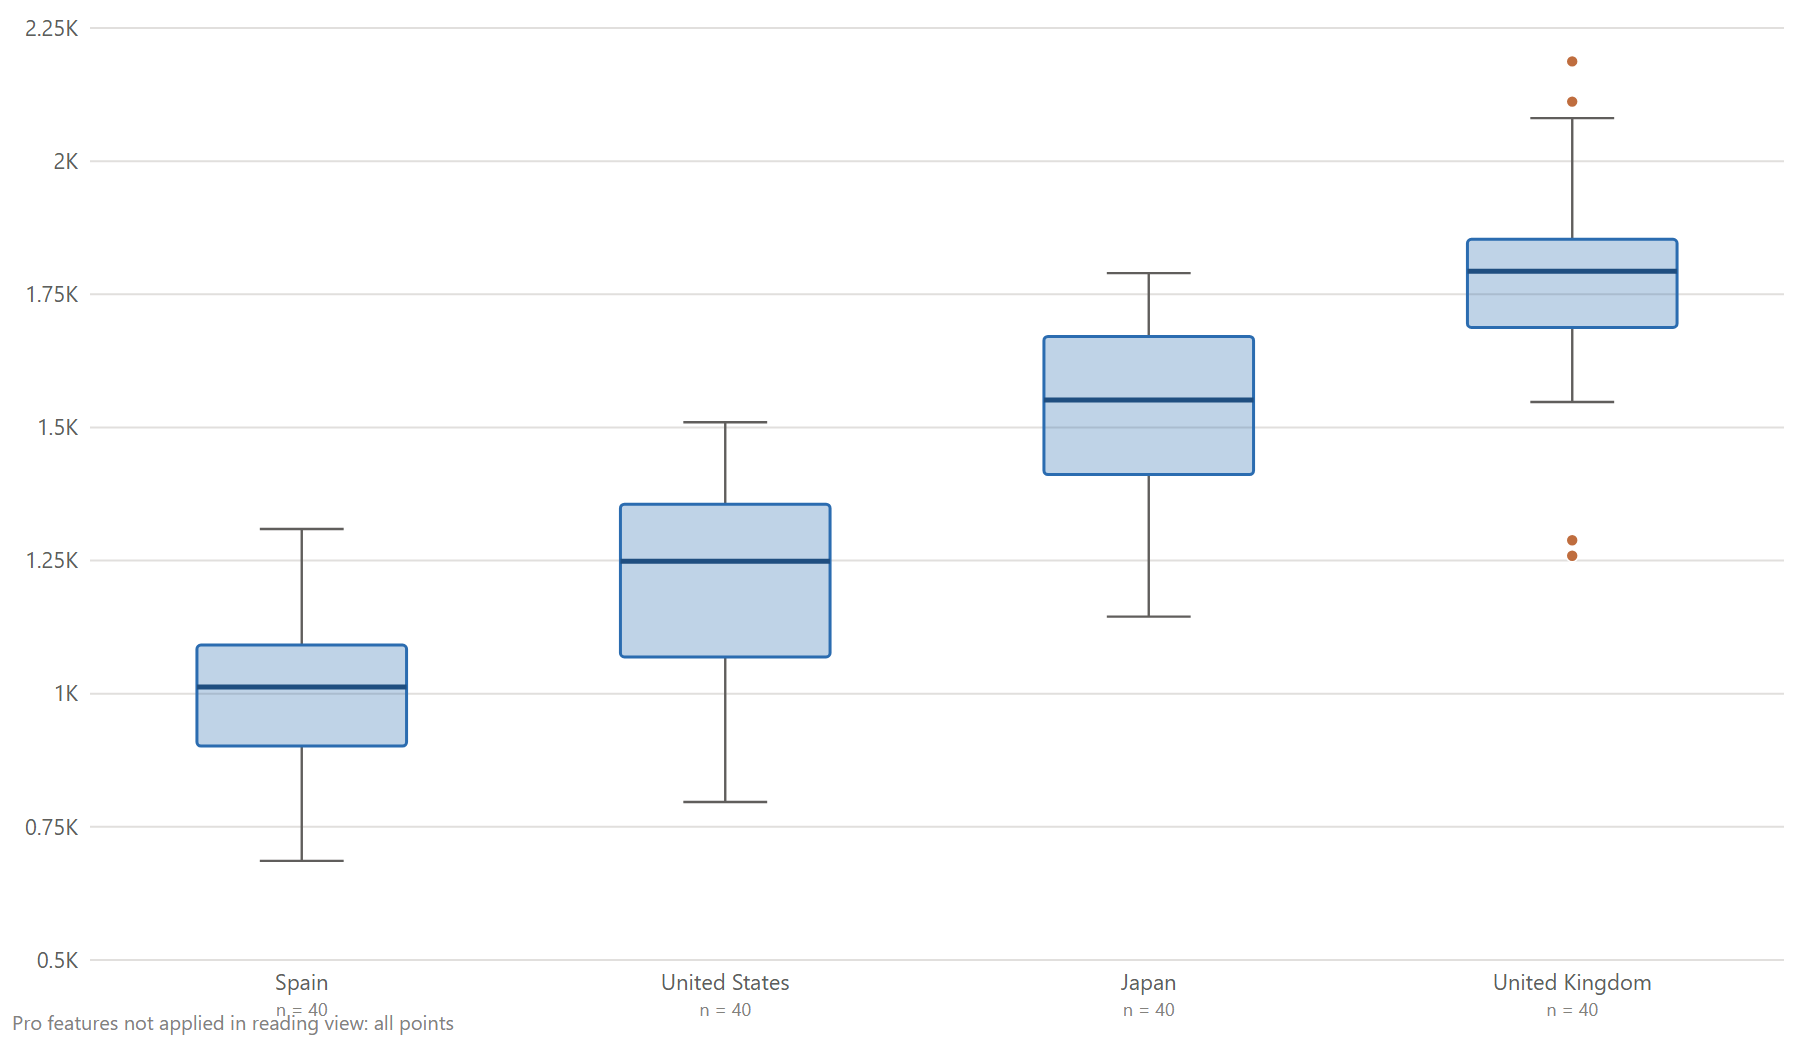 2.25K
2K
1.75K
1.5K
1.25K
1K
0.75K
0.5K
Spain United States Japan United Kingdom
n = 40 n = 40 n = 40 n = 40
Pro features not applied in reading view: all points